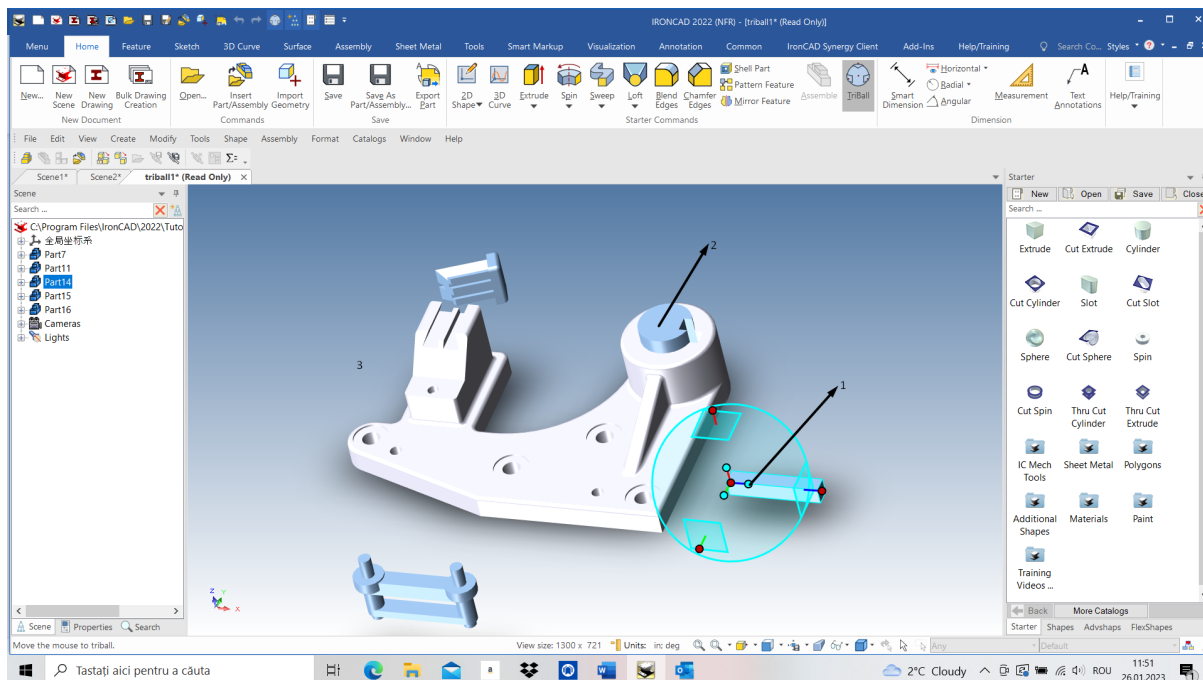 IRONCAD 2022 (NFR) - [triball1* (Read Only)]
Menu Home Feature Sketch 3D Curve Surface Assembly Sheet Metal Tools Smart Markup Visualization Annotation Common IronCAD Synergy Client Add-Ins Help/Training Search Co... Styles
New... New Scene New Drawing Bulk Drawing Creation
New Document
Open... Insert Part/Assembly Import Geometry
Commands
Save Save As Part/Assembly... Export Part
Save
2D Shape 3D Curve Extrude Spin Sweep Loft Blend Edges Chamfer Edges
Shell Part
Pattern Feature
Mirror Feature
Starter Commands
Assemble TriBall
Smart Dimension
Horizontal
Radial
Angular
Measurement Text Annotations
Dimension
Help/Training
File Edit View Create Modify Tools Shape Assembly Format Catalogs Window Help
Σ=
Scene1* Scene2* triball1* (Read Only) ×
Scene
Search ...
C:\Program Files\IronCAD\2022\Tuto
全局坐标系
Part7
Part11
Part14
Part15
Part16
Cameras
Lights
2
3
1
Z Y
X
Starter
New Open Save Close
Search ...
Extrude Cut Extrude Cylinder
Cut Cylinder Slot Cut Slot
Sphere Cut Sphere Spin
Cut Spin Thru Cut Cylinder Thru Cut Extrude
IC Mech Tools Sheet Metal Polygons
Additional Shapes Materials Paint
Training Videos ...
Back More Catalogs
Starter Shapes Advshaps FlexShapes
Scene Properties Search
Move the mouse to triball.
View size: 1300 x 721 Units: in; deg Any Default
Tastați aici pentru a căuta
a
2°C Cloudy ROU 11:51
26.01.2023